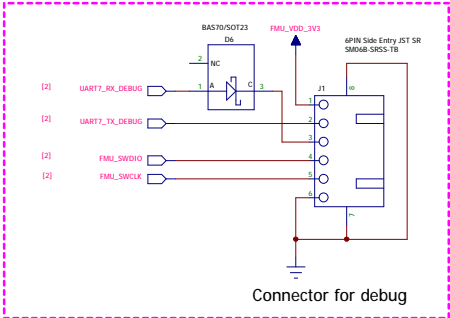 BAS70/SOT23
D6
FMU_VDD_3V3
6PIN Side Entry JST SR
SM06B-SRSS-TB
2
NC
J1
8
[2]
UART7_RX_DEBUG
1
A
C
3
1
[2]
UART7_TX_DEBUG
2
3
[2]
FMU_SWDIO
4
[2]
FMU_SWCLK
5
6
7
Connector for debug